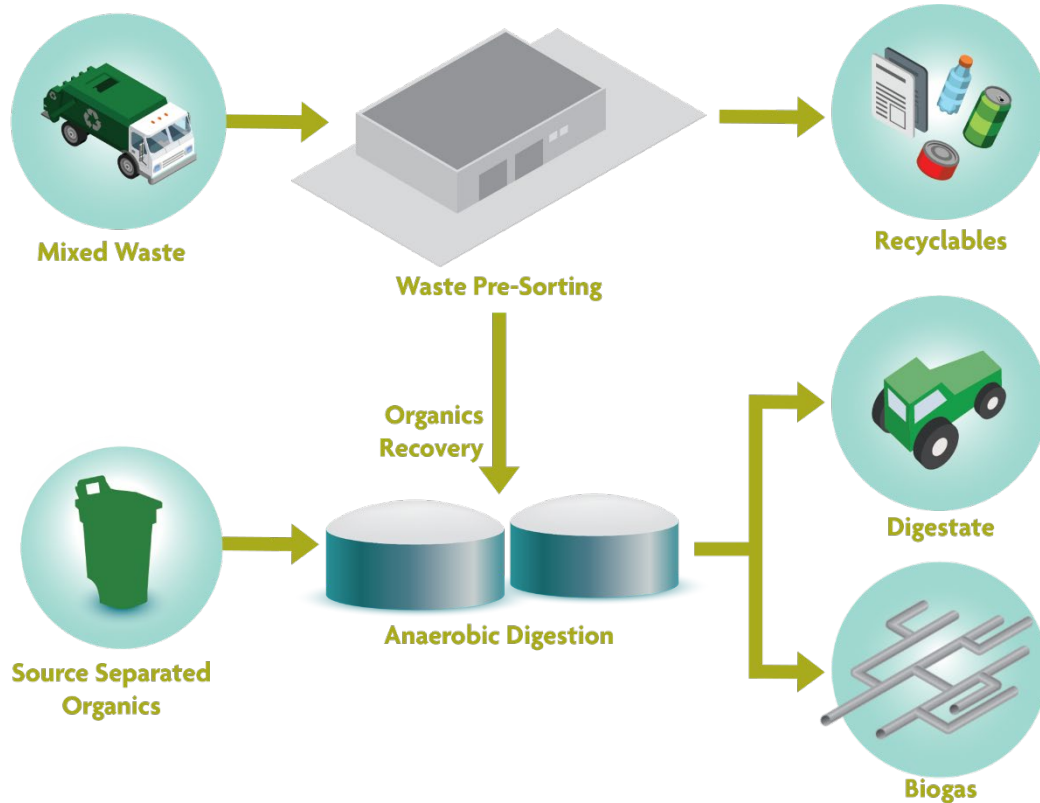 Mixed Waste
Waste Pre-Sorting
Recyclables
Organics
Recovery
Source Separated
Organics
Anaerobic Digestion
Digestate
Biogas